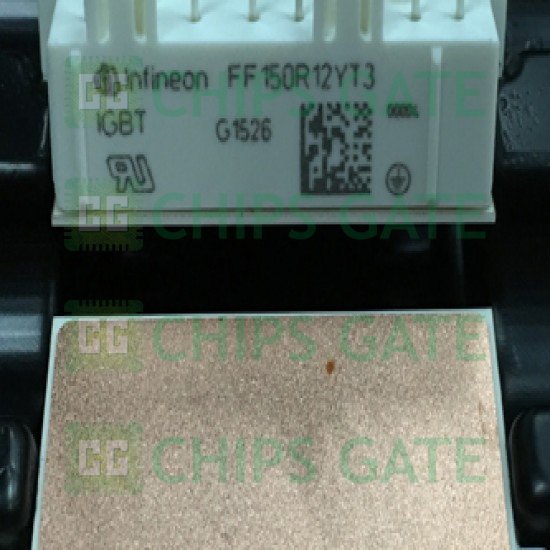 Infineon FF150R12YT3
IGBT G1526
CHIPS GATE
CHIPS GATE
CHIPS GATE
CHIPS GATE